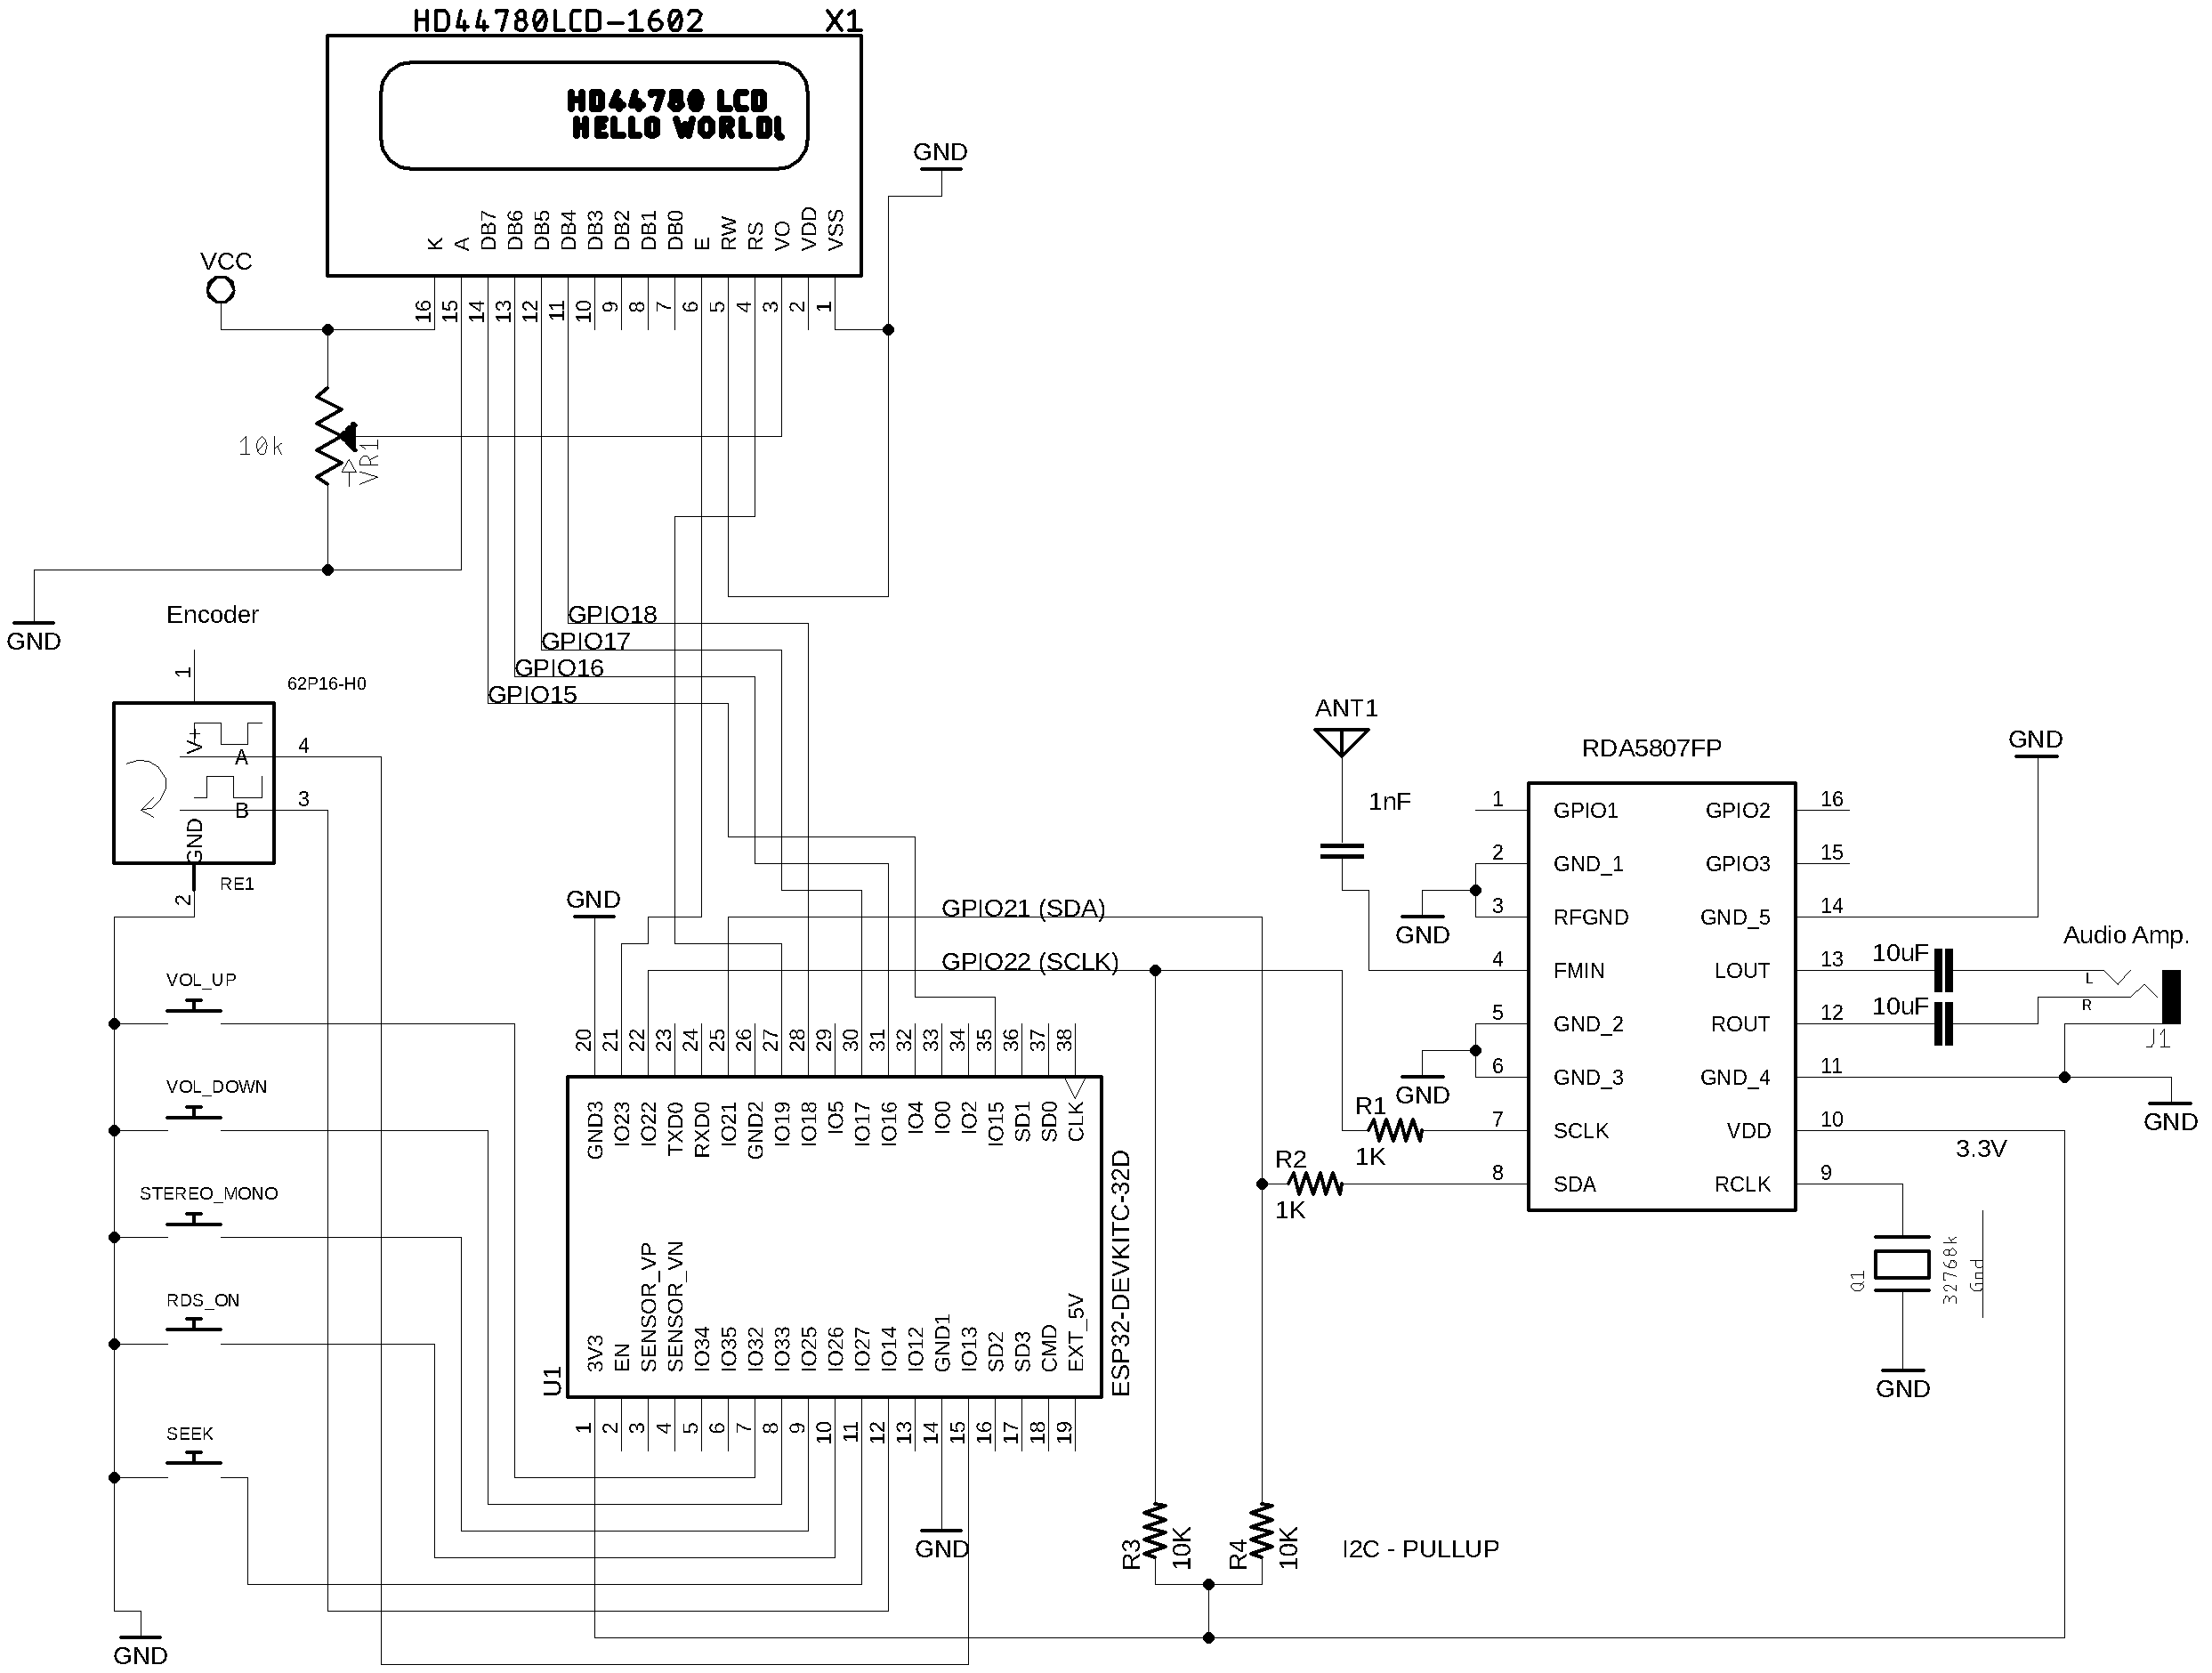 HD44780LCD-1602 X1
HD44780 LCD
HELLO WORLD!
GND
K A DB7 DB6 DB5 DB4 DB3 DB2 DB1 DB0 E RW RS VO VDD VSS
VCC
16 15 14 13 12 11 10 9 8 7 6 5 4 3 2 1
10k VR1
GND
Encoder
62P16-H0
1
V+ A 4
B 3
GND
RE1
2
GPIO18
GPIO17
GPIO16
GPIO15
GND
GPIO21 (SDA)
GPIO22 (SCLK)
VOL_UP
VOL_DOWN
STEREO_MONO
RDS_ON
SEEK
GND
20 21 22 23 24 25 26 27 28 29 30 31 32 33 34 35 36 37 38
GND3 IO23 IO22 TXD0 RXD0 IO21 GND2 IO19 IO18 IO5 IO17 IO16 IO4 IO0 IO2 IO15 SD1 SD0 CLK
3V3 EN SENSOR_VP SENSOR_VN IO34 IO35 IO32 IO33 IO25 IO26 IO27 IO14 IO12 GND1 IO13 SD2 SD3 CMD EXT_5V
U1
ESP32-DEVKITC-32D
1 2 3 4 5 6 7 8 9 10 11 12 13 14 15 16 17 18 19
GND
ANT1
1nF
RDA5807FP
GND
1 GPIO1 GPIO2 16
2 GND_1 GPIO3 15
3 RFGND GND_5 14
GND
4 FMIN LOUT 13
5 GND_2 ROUT 12
6 GND_3 GND_4 11
GND
7 SCLK VDD 10
8 SDA RCLK 9
Audio Amp.
10uF
L
R
10uF
J1
GND
3.3V
R1
1K
R2
1K
Q1
32768k
Gnd
GND
R3 10K
R4 10K
I2C - PULLUP